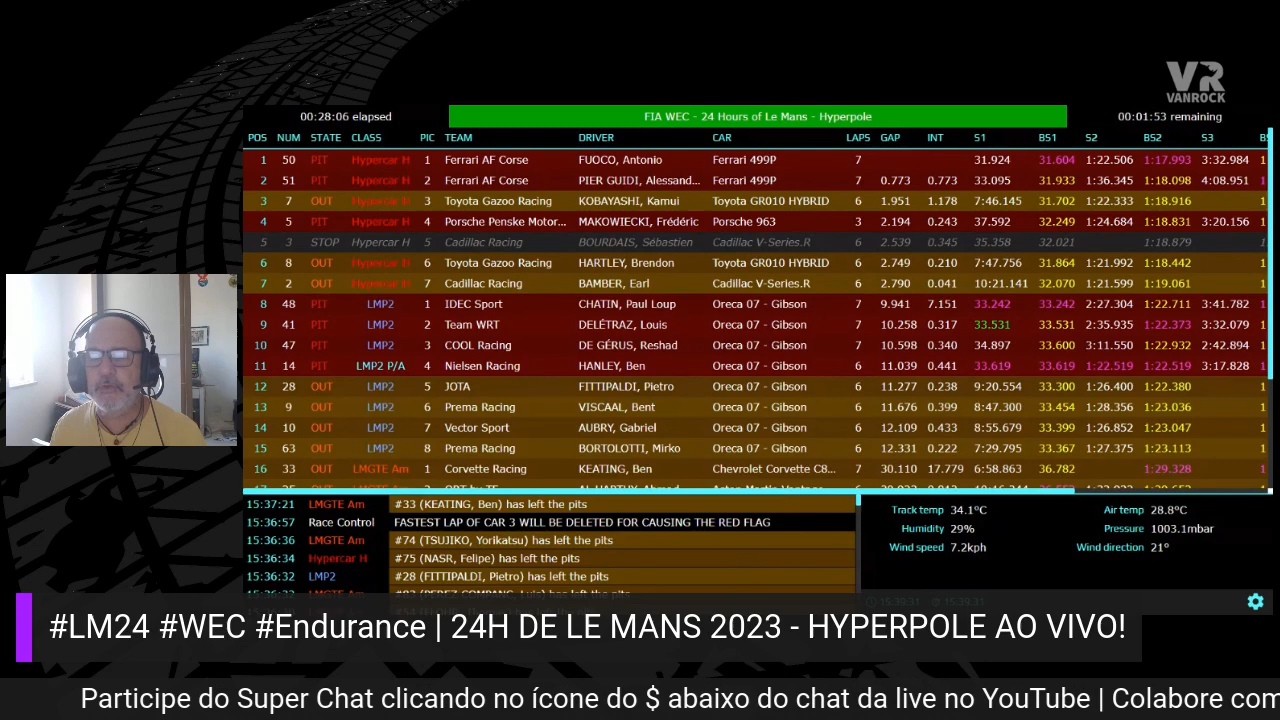 VR
VANROCK
00:28:06 elapsed FIA WEC - 24 Hours of Le Mans - Hyperpole 00:01:53 remaining
POS NUM STATE CLASS PIC TEAM DRIVER CAR LAPS GAP INT S1 BS1 S2 BS2 S3
1 50 PIT Hypercar H 1 Ferrari AF Corse FUOCO, Antonio Ferrari 499P 7 31.924 31.604 1:22.506 1:17.993 3:32.984 1
2 51 PIT Hypercar H 2 Ferrari AF Corse PIER GUIDI, Alessand... Ferrari 499P 7 0.773 0.773 33.095 31.933 1:36.345 1:18.098 4:08.951 1
3 7 OUT Hypercar H 3 Toyota Gazoo Racing KOBAYASHI, Kamui Toyota GR010 HYBRID 6 1.951 1.178 7:46.145 31.702 1:22.333 1:18.916 1
4 5 PIT Hypercar H 4 Porsche Penske Motor... MAKOWIECKI, Frédéric Porsche 963 3 2.194 0.243 37.592 32.249 1:24.684 1:18.831 3:20.156 1
5 3 STOP Hypercar H 5 Cadillac Racing BOURDAIS, Sébastien Cadillac V-Series.R 6 2.539 0.345 35.358 32.021 1:18.879 1
6 8 OUT Hypercar H 6 Toyota Gazoo Racing HARTLEY, Brendon Toyota GR010 HYBRID 6 2.749 0.210 7:47.756 31.864 1:21.992 1:18.442 1
7 2 OUT Hypercar H 7 Cadillac Racing BAMBER, Earl Cadillac V-Series.R 6 2.790 0.041 10:21.141 32.070 1:21.599 1:19.061 1
8 48 PIT LMP2 1 IDEC Sport CHATIN, Paul Loup Oreca 07 - Gibson 7 9.941 7.151 33.242 33.242 2:27.304 1:22.711 3:41.782 1
9 41 PIT LMP2 2 Team WRT DELÉTRAZ, Louis Oreca 07 - Gibson 7 10.258 0.317 33.531 33.531 2:35.935 1:22.373 3:32.079 1
10 47 PIT LMP2 3 COOL Racing DE GÉRUS, Reshad Oreca 07 - Gibson 7 10.598 0.340 34.897 33.600 3:11.550 1:22.932 2:42.894 1
11 14 PIT LMP2 P/A 4 Nielsen Racing HANLEY, Ben Oreca 07 - Gibson 7 11.039 0.441 33.619 33.619 1:22.519 1:22.519 3:17.828 1
12 28 OUT LMP2 5 JOTA FITTIPALDI, Pietro Oreca 07 - Gibson 6 11.277 0.238 9:20.554 33.300 1:26.400 1:22.380 1
13 9 OUT LMP2 6 Prema Racing VISCAAL, Bent Oreca 07 - Gibson 6 11.676 0.399 8:47.300 33.454 1:28.356 1:23.036 1
14 10 OUT LMP2 7 Vector Sport AUBRY, Gabriel Oreca 07 - Gibson 6 12.109 0.433 8:55.679 33.399 1:26.852 1:23.047 1
15 63 OUT LMP2 8 Prema Racing BORTOLOTTI, Mirko Oreca 07 - Gibson 6 12.331 0.222 7:29.795 33.367 1:27.375 1:23.113 1
16 33 OUT LMGTE Am 1 Corvette Racing KEATING, Ben Chevrolet Corvette C8... 7 30.110 17.779 6:58.863 36.782 1:29.328 1
15:37:21 LMGTE Am #33 (KEATING, Ben) has left the pits
15:36:57 Race Control FASTEST LAP OF CAR 3 WILL BE DELETED FOR CAUSING THE RED FLAG
15:36:36 LMGTE Am #74 (TSUJIKO, Yorikatsu) has left the pits
15:36:34 Hypercar H #75 (NASR, Felipe) has left the pits
15:36:32 LMP2 #28 (FITTIPALDI, Pietro) has left the pits
Track temp 34.1°C Air temp 28.8°C
Humidity 29% Pressure 1003.1mbar
Wind speed 7.2kph Wind direction 21°
#LM24 #WEC #Endurance | 24H DE LE MANS 2023 - HYPERPOLE AO VIVO!
Participe do Super Chat clicando no ícone do $ abaixo do chat da live no YouTube | Colabore com